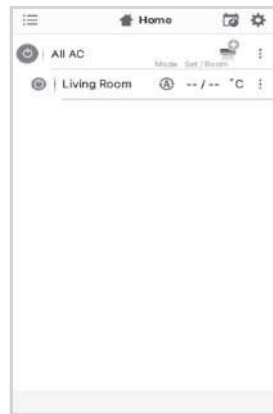 Home
All AC
Mode Set / Room
Living Room A -- / -- °C